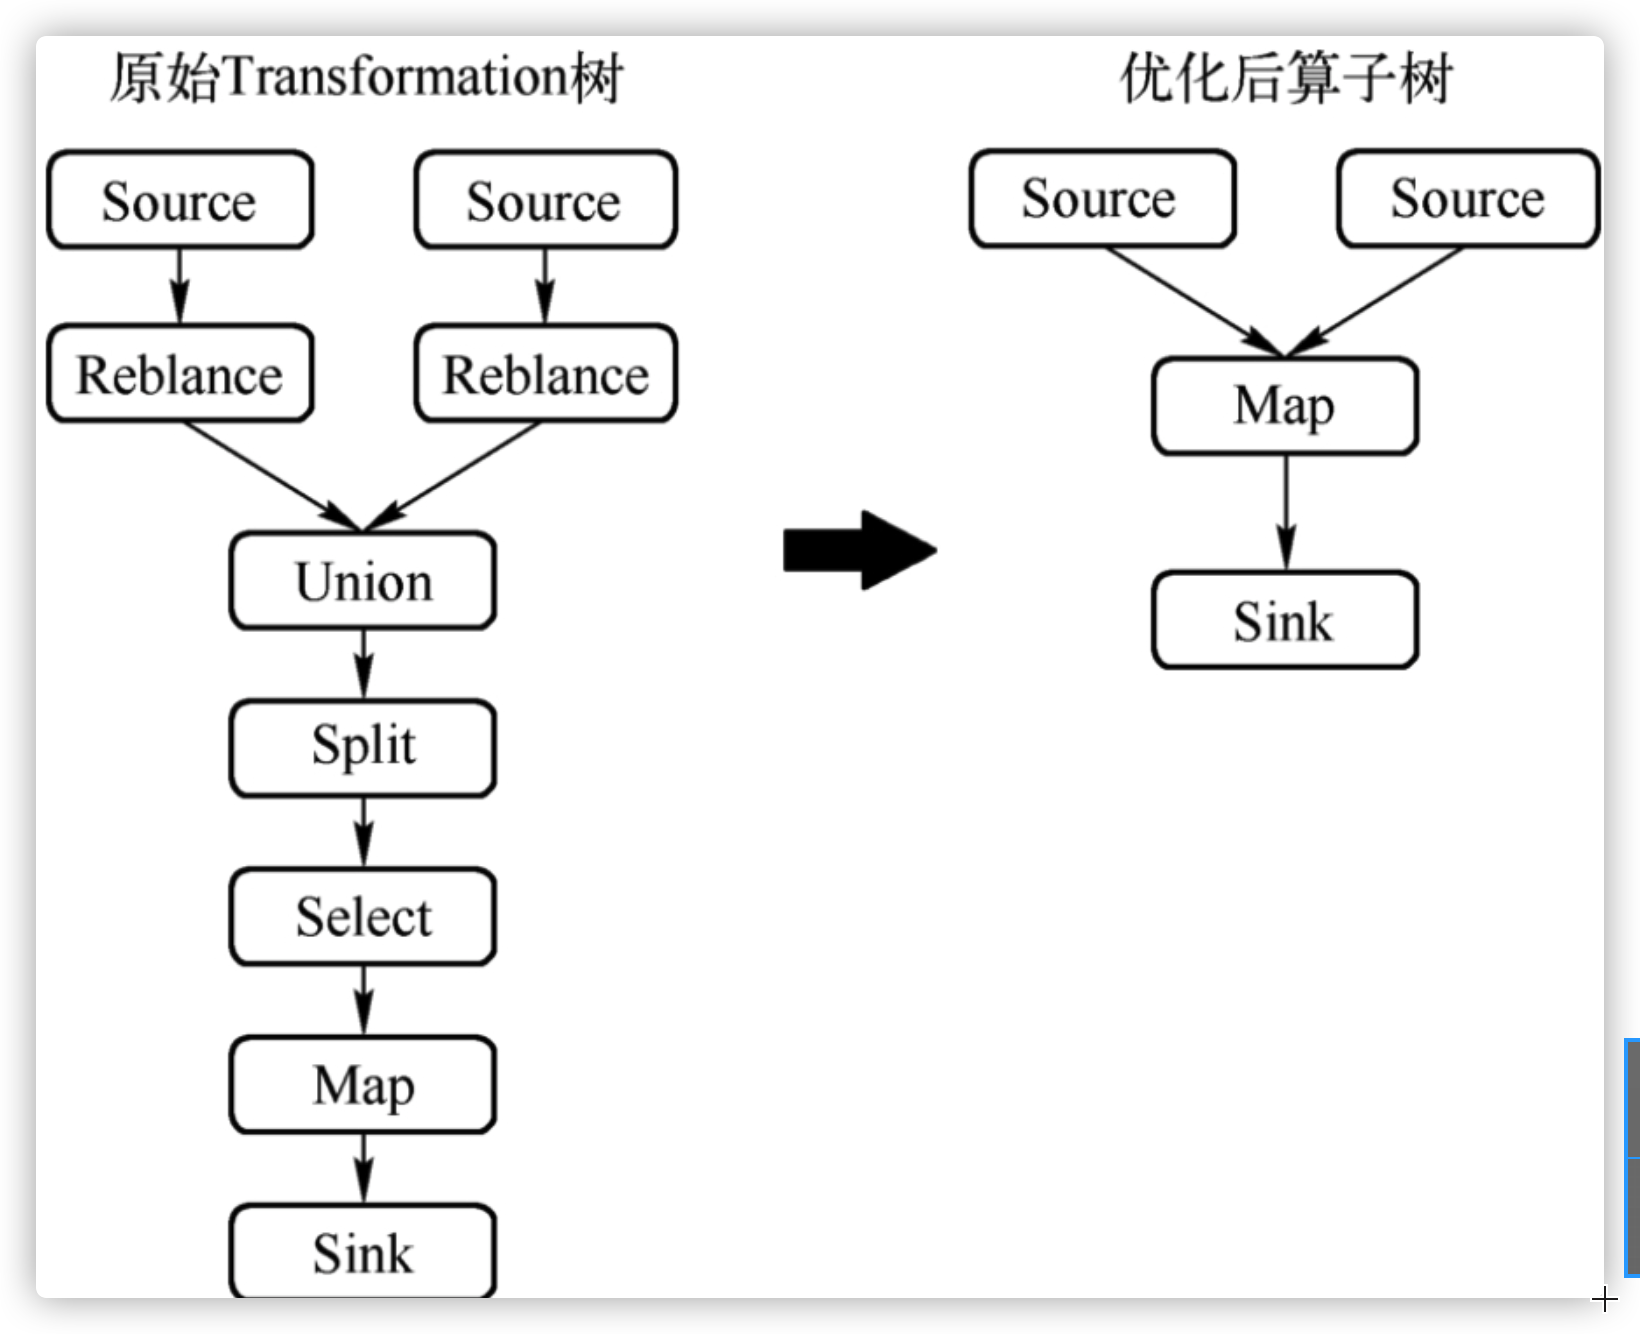 原始Transformation树
Source
Source
Reblance
Reblance
Union
Split
Select
Map
Sink
优化后算子树
Source
Source
Map
Sink